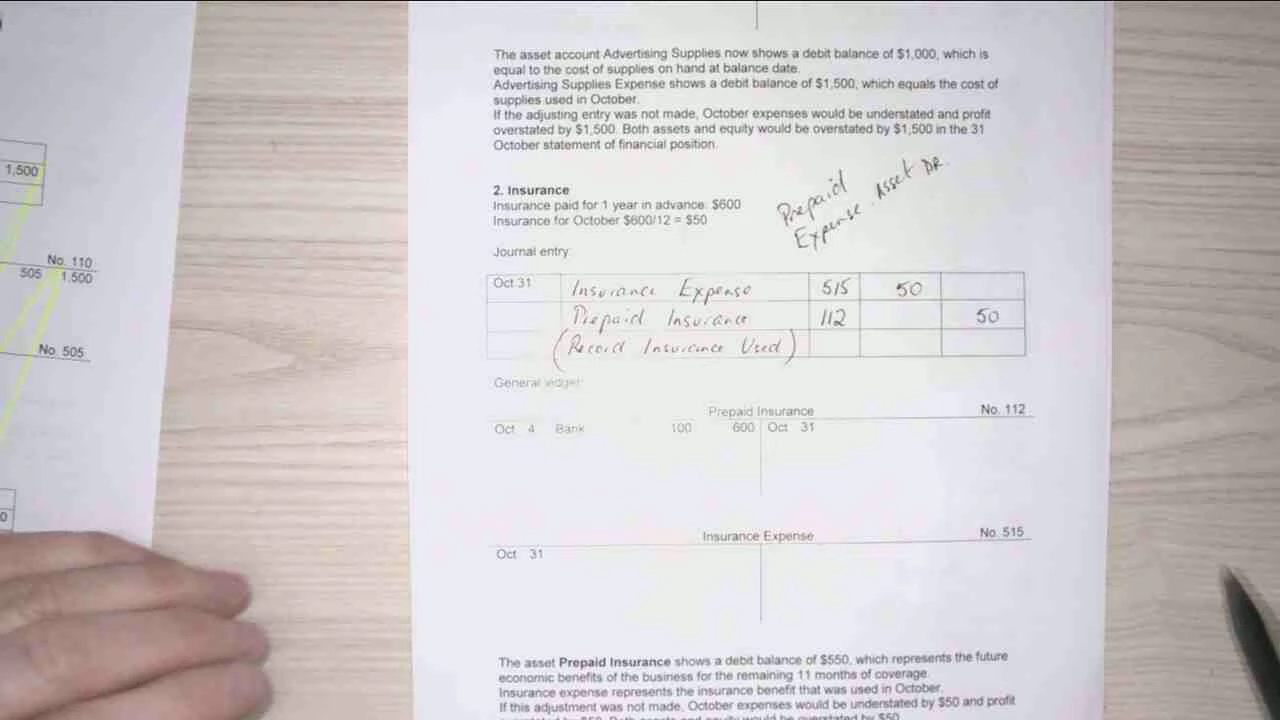 The asset account Advertising Supplies now shows a debit balance of $1,000, which is
equal to the cost of supplies on hand at balance date.
Advertising Supplies Expense shows a debit balance of $1,500, which equals the cost of
supplies used in October.
If the adjusting entry was not made, October expenses would be understated and profit
overstated by $1,500. Both assets and equity would be overstated by $1,500 in the 31
October statement of financial position.
1,500
2. Insurance
Insurance paid for 1 year in advance: $600
Insurance for October $600/12 = $50
Prepaid
Expense. Asset DR.
Journal entry:
No. 110
505 1,500
No. 505
0
Oct 31 Insurance Expense 515 50
Prepaid Insurance 112 50
(Record Insurance Used)
General ledger:
Prepaid Insurance No. 112
Oct 4 Bank 100 600 Oct 31
Insurance Expense No. 515
Oct 31
The asset Prepaid Insurance shows a debit balance of $550, which represents the future
economic benefits of the business for the remaining 11 months of coverage.
Insurance expense represents the insurance benefit that was used in October.
If this adjustment was not made, October expenses would be understated by $50 and profit